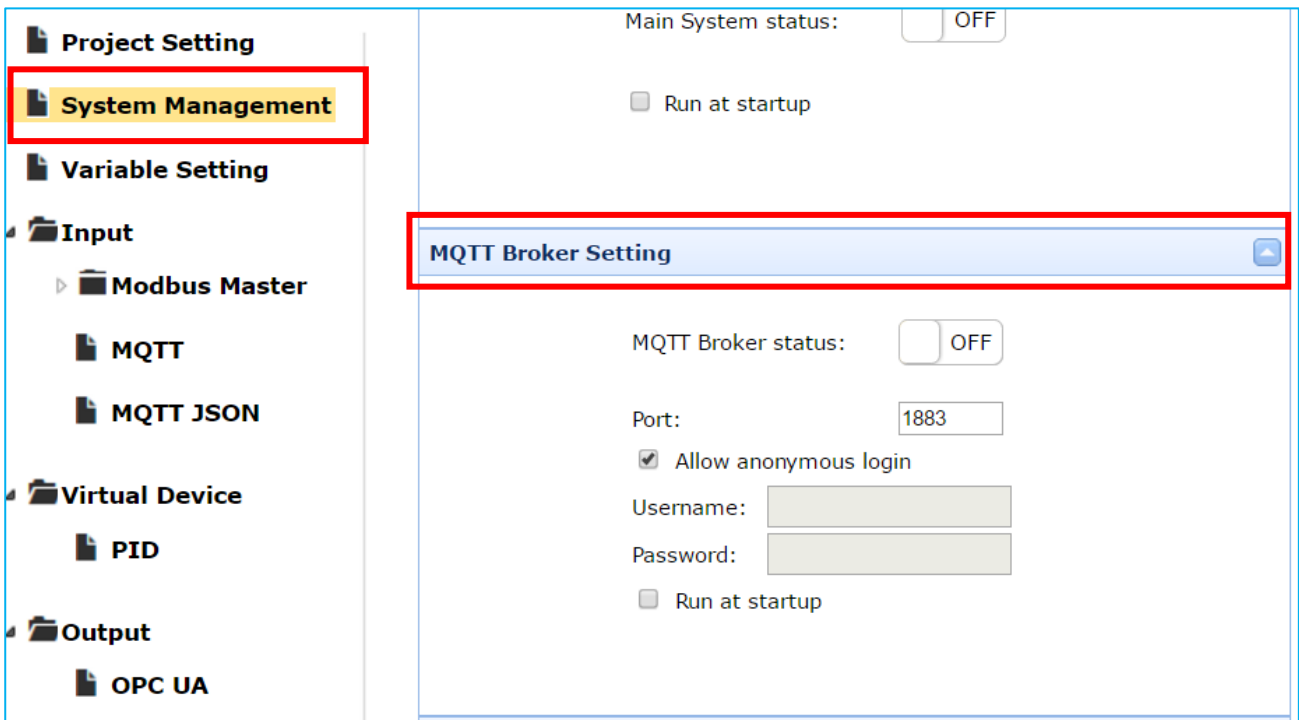 Project Setting
System Management
Variable Setting
Input
Modbus Master
MQTT
MQTT JSON
Virtual Device
PID
Output
OPC UA
Main System status: OFF
Run at startup
MQTT Broker Setting
MQTT Broker status: OFF
Port: 1883
Allow anonymous login
Username:
Password:
Run at startup